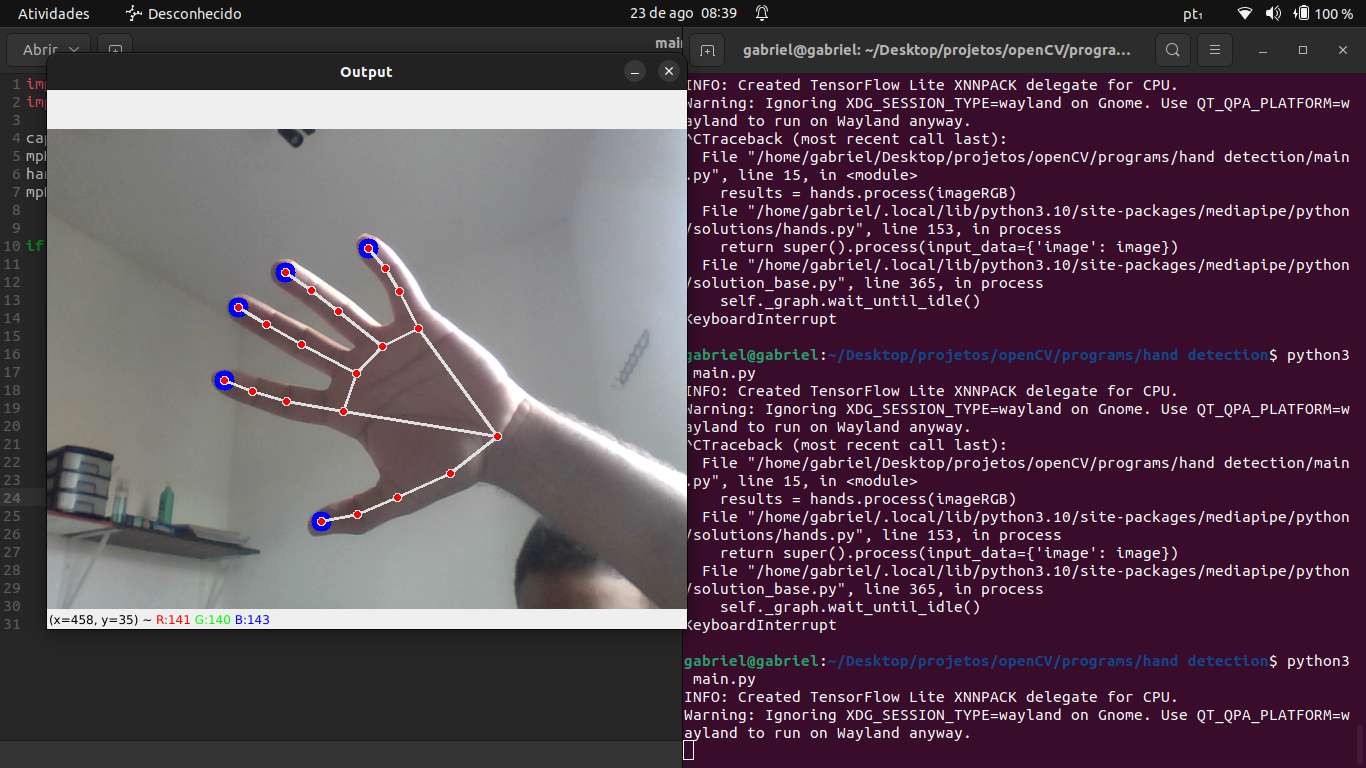 Atividades
Desconhecido
23 de ago 08:39
pt₁
100 %
Abrir
mai
gabriel@gabriel: ~/Desktop/projetos/openCV/progra…
Output
1 im
2 im
3
4 cap
5 mpH
6 han
7 mpD
8
9
10 if
11
12
13
14
15
16
17
18
19
20
21
22
23
24
25
26
27
28
29
30
31
(x=458, y=35) ~ R:141 G:140 B:143
INFO: Created TensorFlow Lite XNNPACK delegate for CPU.
Warning: Ignoring XDG_SESSION_TYPE=wayland on Gnome. Use QT_QPA_PLATFORM=w
ayland to run on Wayland anyway.
^CTraceback (most recent call last):
  File "/home/gabriel/Desktop/projetos/openCV/programs/hand detection/main
.py", line 15, in <module>
    results = hands.process(imageRGB)
  File "/home/gabriel/.local/lib/python3.10/site-packages/mediapipe/python
/solutions/hands.py", line 153, in process
    return super().process(input_data={'image': image})
  File "/home/gabriel/.local/lib/python3.10/site-packages/mediapipe/python
/solution_base.py", line 365, in process
    self._graph.wait_until_idle()
KeyboardInterrupt
gabriel@gabriel:~/Desktop/projetos/openCV/programs/hand detection$ python3
 main.py
INFO: Created TensorFlow Lite XNNPACK delegate for CPU.
Warning: Ignoring XDG_SESSION_TYPE=wayland on Gnome. Use QT_QPA_PLATFORM=w
ayland to run on Wayland anyway.
^CTraceback (most recent call last):
  File "/home/gabriel/Desktop/projetos/openCV/programs/hand detection/main
.py", line 15, in <module>
    results = hands.process(imageRGB)
  File "/home/gabriel/.local/lib/python3.10/site-packages/mediapipe/python
/solutions/hands.py", line 153, in process
    return super().process(input_data={'image': image})
  File "/home/gabriel/.local/lib/python3.10/site-packages/mediapipe/python
/solution_base.py", line 365, in process
    self._graph.wait_until_idle()
KeyboardInterrupt
gabriel@gabriel:~/Desktop/projetos/openCV/programs/hand detection$ python3
 main.py
INFO: Created TensorFlow Lite XNNPACK delegate for CPU.
Warning: Ignoring XDG_SESSION_TYPE=wayland on Gnome. Use QT_QPA_PLATFORM=w
ayland to run on Wayland anyway.